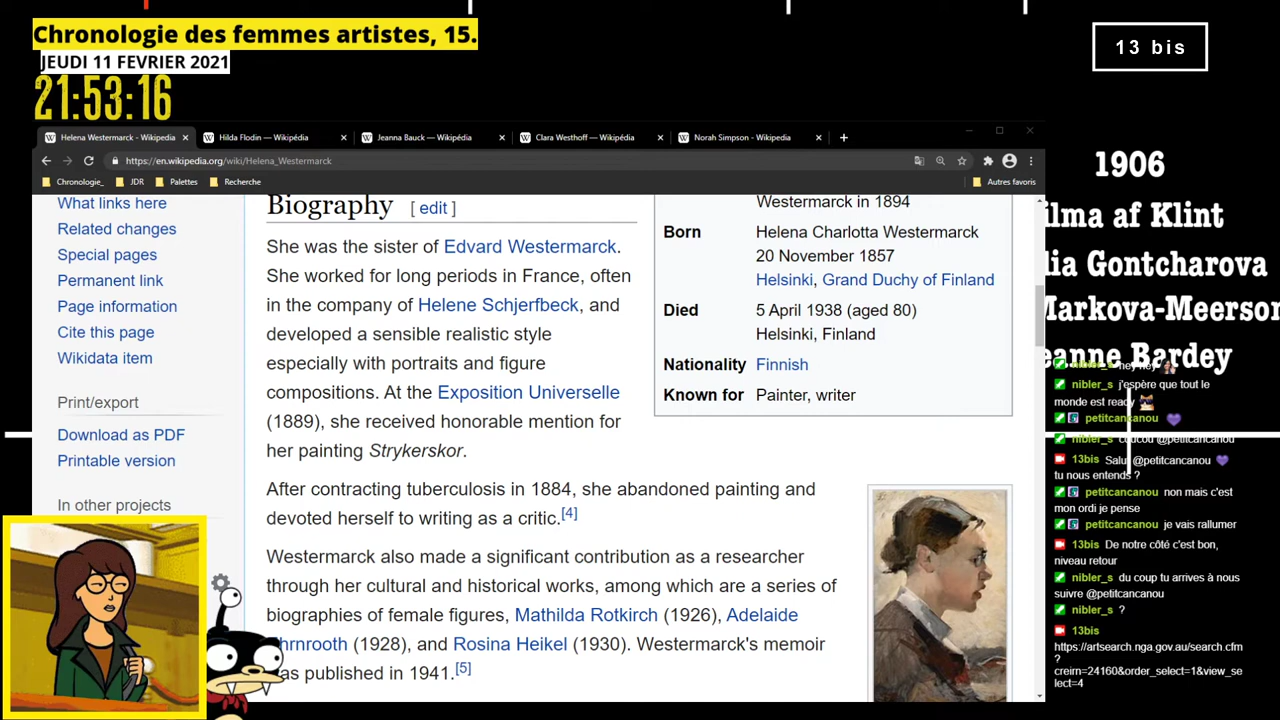 Chronologie des femmes artistes, 15.
JEUDI 11 FEVRIER 2021
21:53:16
13 bis
Helena Westermarck - Wikipedia
Hilda Flodin — Wikipédia
Jeanna Bauck — Wikipédia
Clara Westhoff — Wikipédia
Norah Simpson - Wikipedia
https://en.wikipedia.org/wiki/Helena_Westermarck
Chronologie_
JDR
Palettes
Recherche
Autres favoris
What links here
Related changes
Special pages
Permanent link
Page information
Cite this page
Wikidata item
Print/export
Download as PDF
Printable version
In other projects
Biography [ edit ]
She was the sister of Edvard Westermarck.
She worked for long periods in France, often
in the company of Helene Schjerfbeck, and
developed a sensible realistic style
especially with portraits and figure
compositions. At the Exposition Universelle
(1889), she received honorable mention for
her painting Strykerskor.
After contracting tuberculosis in 1884, she abandoned painting and
devoted herself to writing as a critic.[4]
Westermarck also made a significant contribution as a researcher
through her cultural and historical works, among which are a series of
biographies of female figures, Mathilda Rotkirch (1926), Adelaide
hrnrooth (1928), and Rosina Heikel (1930). Westermarck's memoir
as published in 1941.[5]
Westermarck in 1894
Born Helena Charlotta Westermarck
20 November 1857
Helsinki, Grand Duchy of Finland
Died 5 April 1938 (aged 80)
Helsinki, Finland
Nationality Finnish
Known for Painter, writer
1906
ilma af Klint
lia Gontcharova
Markova-Meerson
eanne Bardey
nibler_s hey hey
nibler_s j'espère que tout le
monde est ready
petitcancanou
nibler_s coucou @petitcancanou
13bis Salut @petitcancanou
tu nous entends ?
petitcancanou non mais c'est
mon ordi je pense
petitcancanou je vais rallumer
13bis De notre côté c'est bon,
niveau retour
nibler_s du coup tu arrives à nous
suivre @petitcancanou
nibler_s ?
13bis
https://artsearch.nga.gov.au/search.cfm
?
creirn=24160&order_select=1&view_se
lect=4